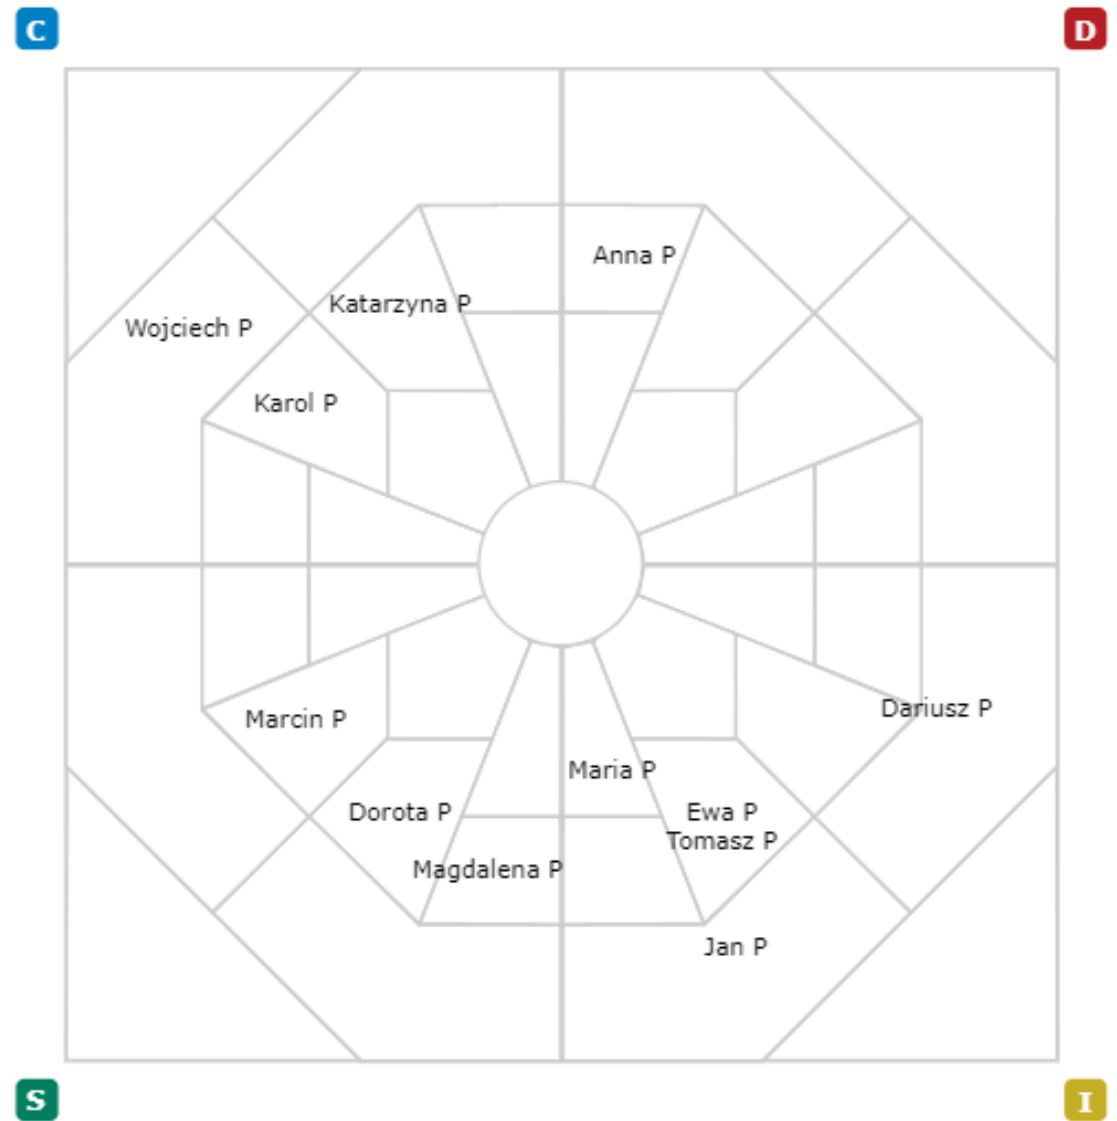 C
D
Anna P
Katarzyna P
Wojciech P
Karol P
Dariusz P
Marcin P
Maria P
Dorota P
Ewa P
Tomasz P
Magdalena P
Jan P
S
I